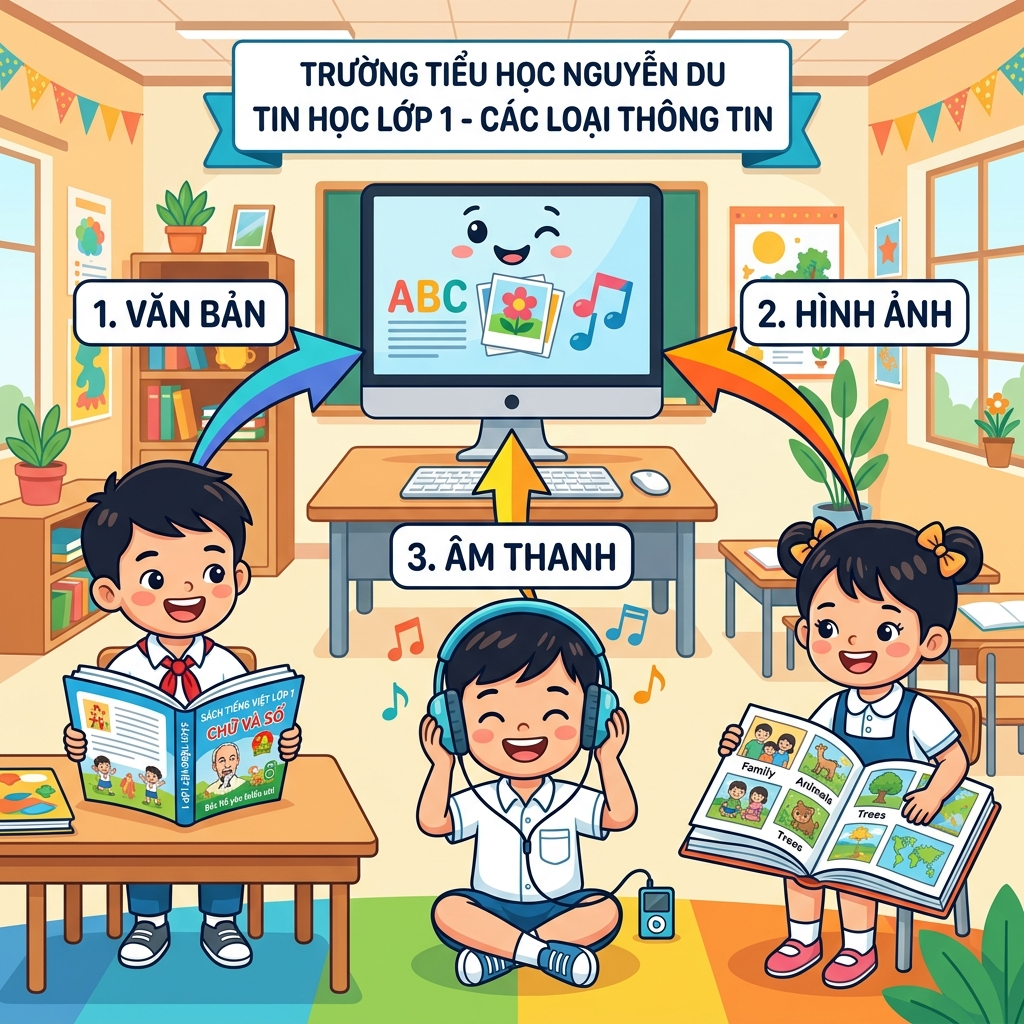 TRƯỜNG TIỂU HỌC NGUYỄN DU
TIN HỌC LỚP 1 - CÁC LOẠI THÔNG TIN
1. VĂN BẢN
2. HÌNH ẢNH
ABC
3. ÂM THANH
SÁCH TIẾNG VIỆT LỚP 1
CHỮ VÀ SỐ
Family
Animals
Trees
Trees